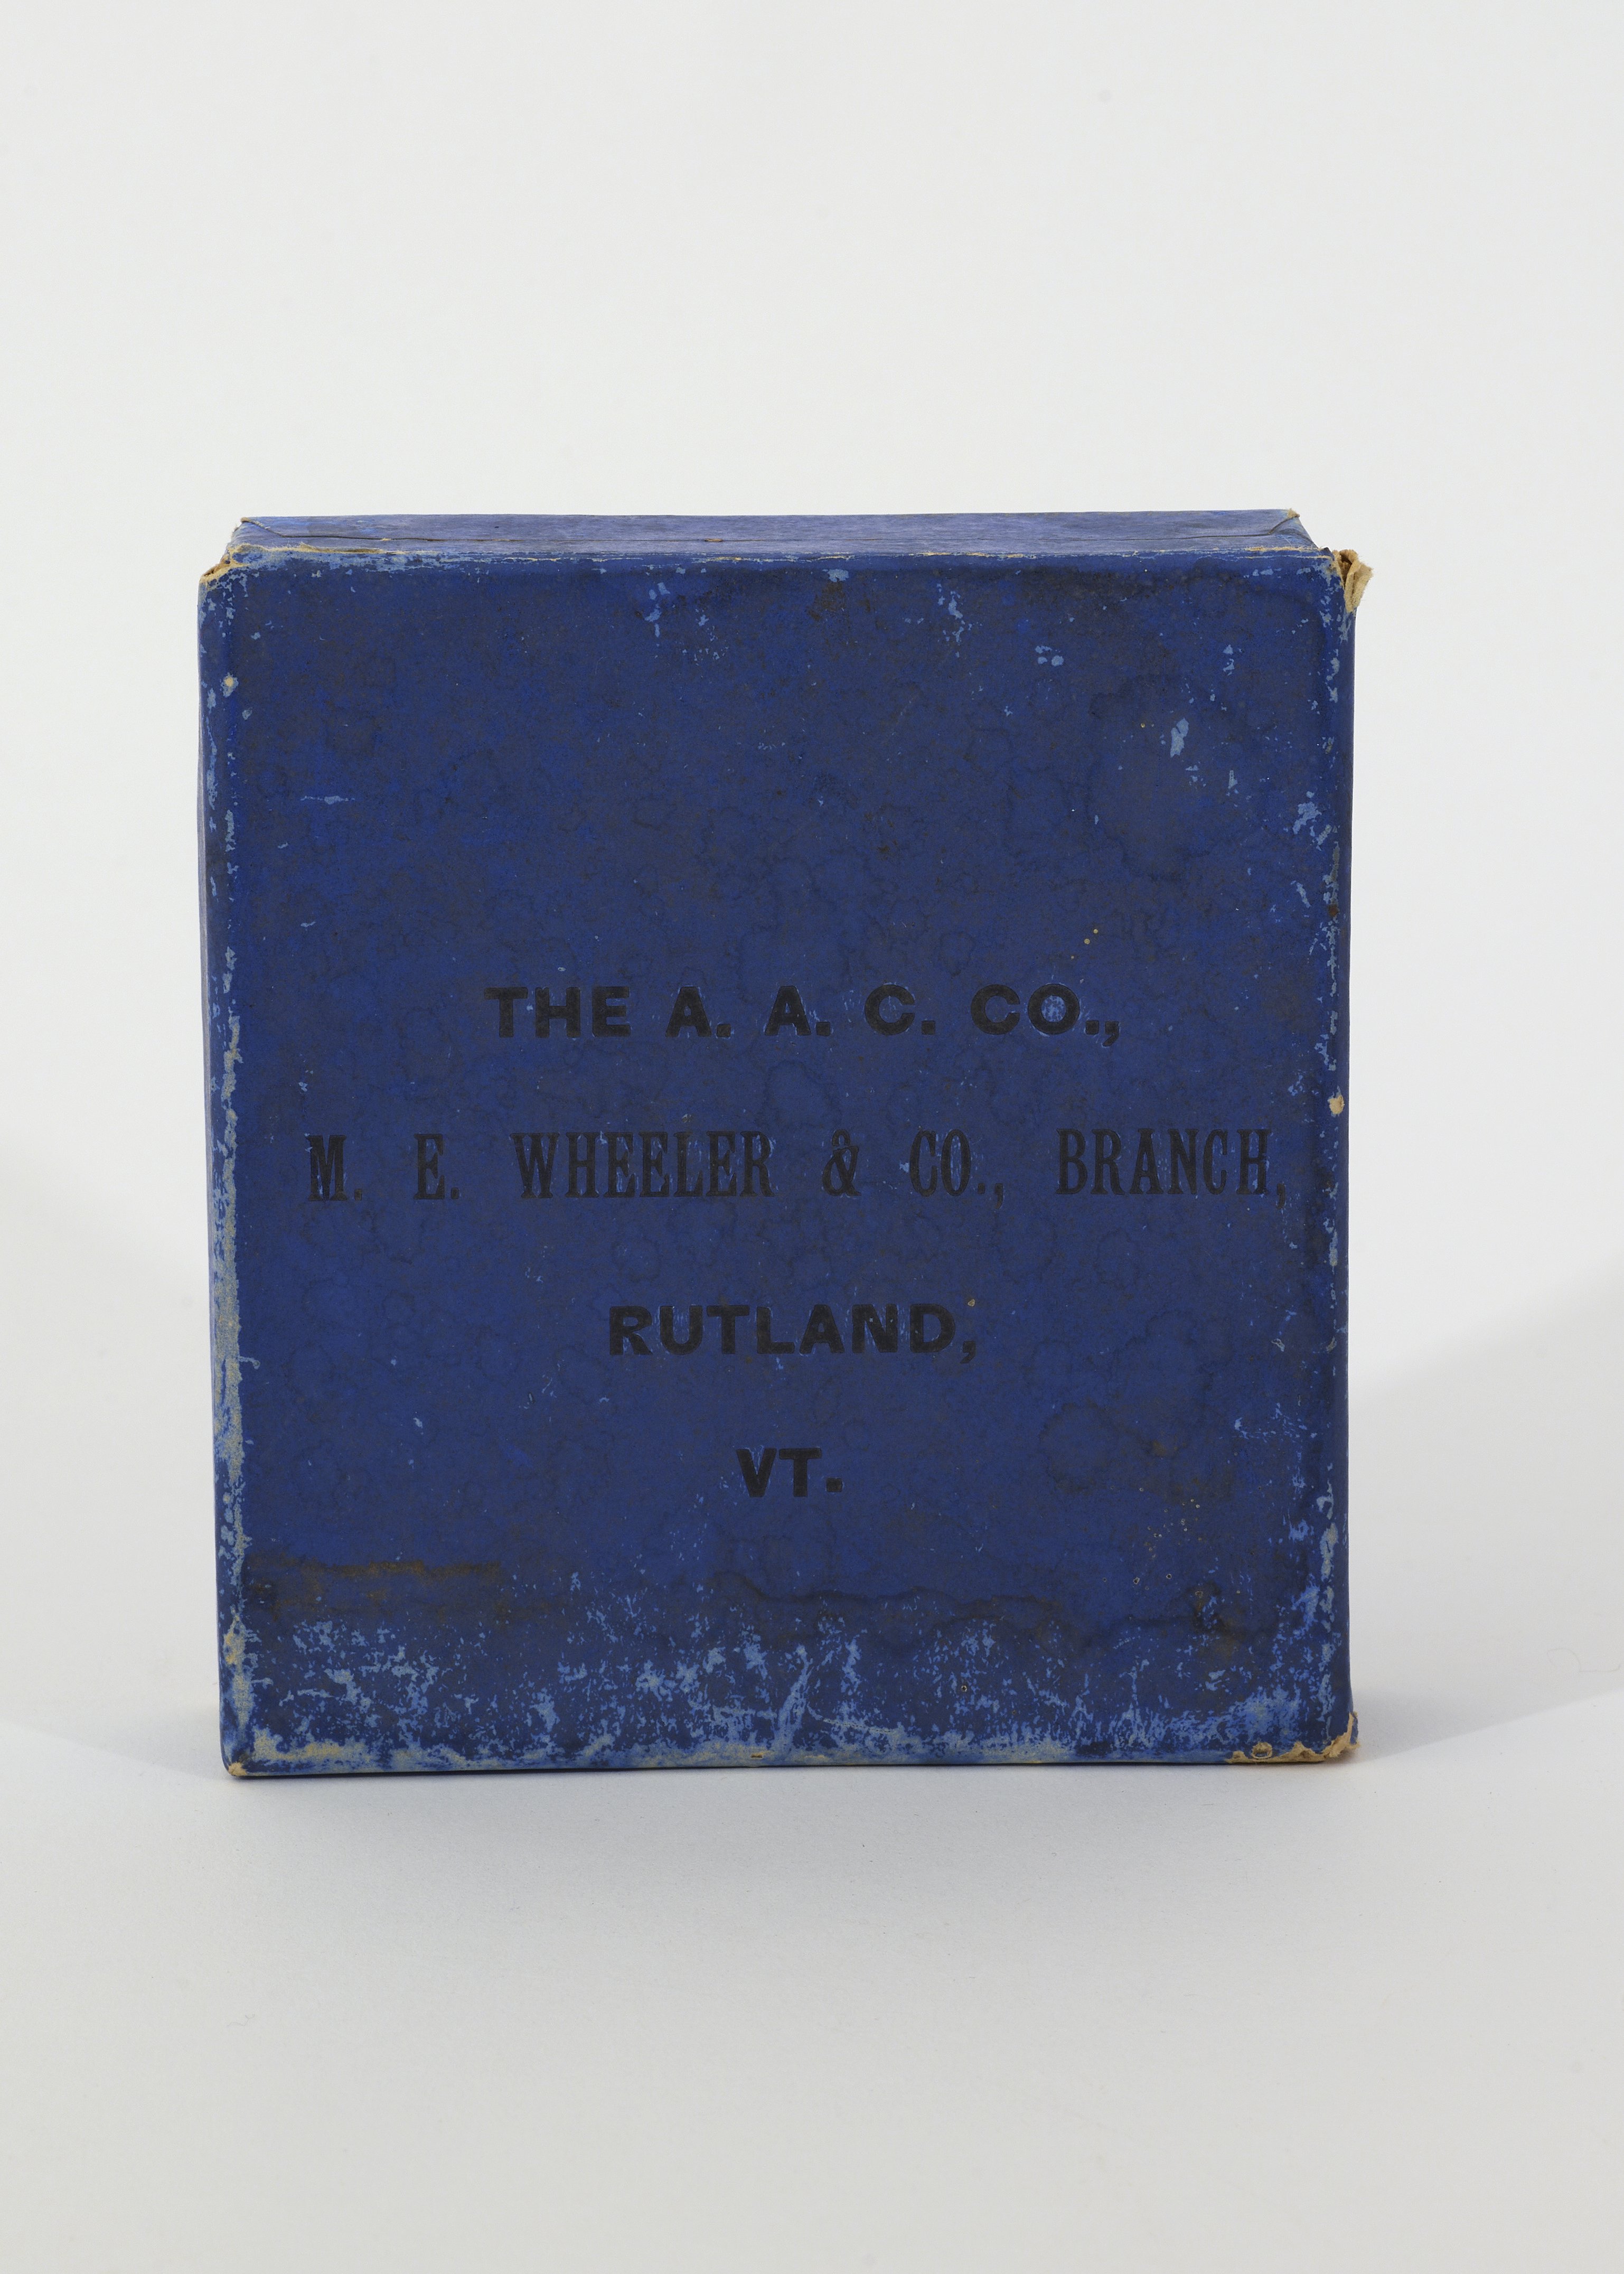 THE A. A. C. CO.,
M. E. WHEELER & CO., BRANCH,
RUTLAND,
VT.